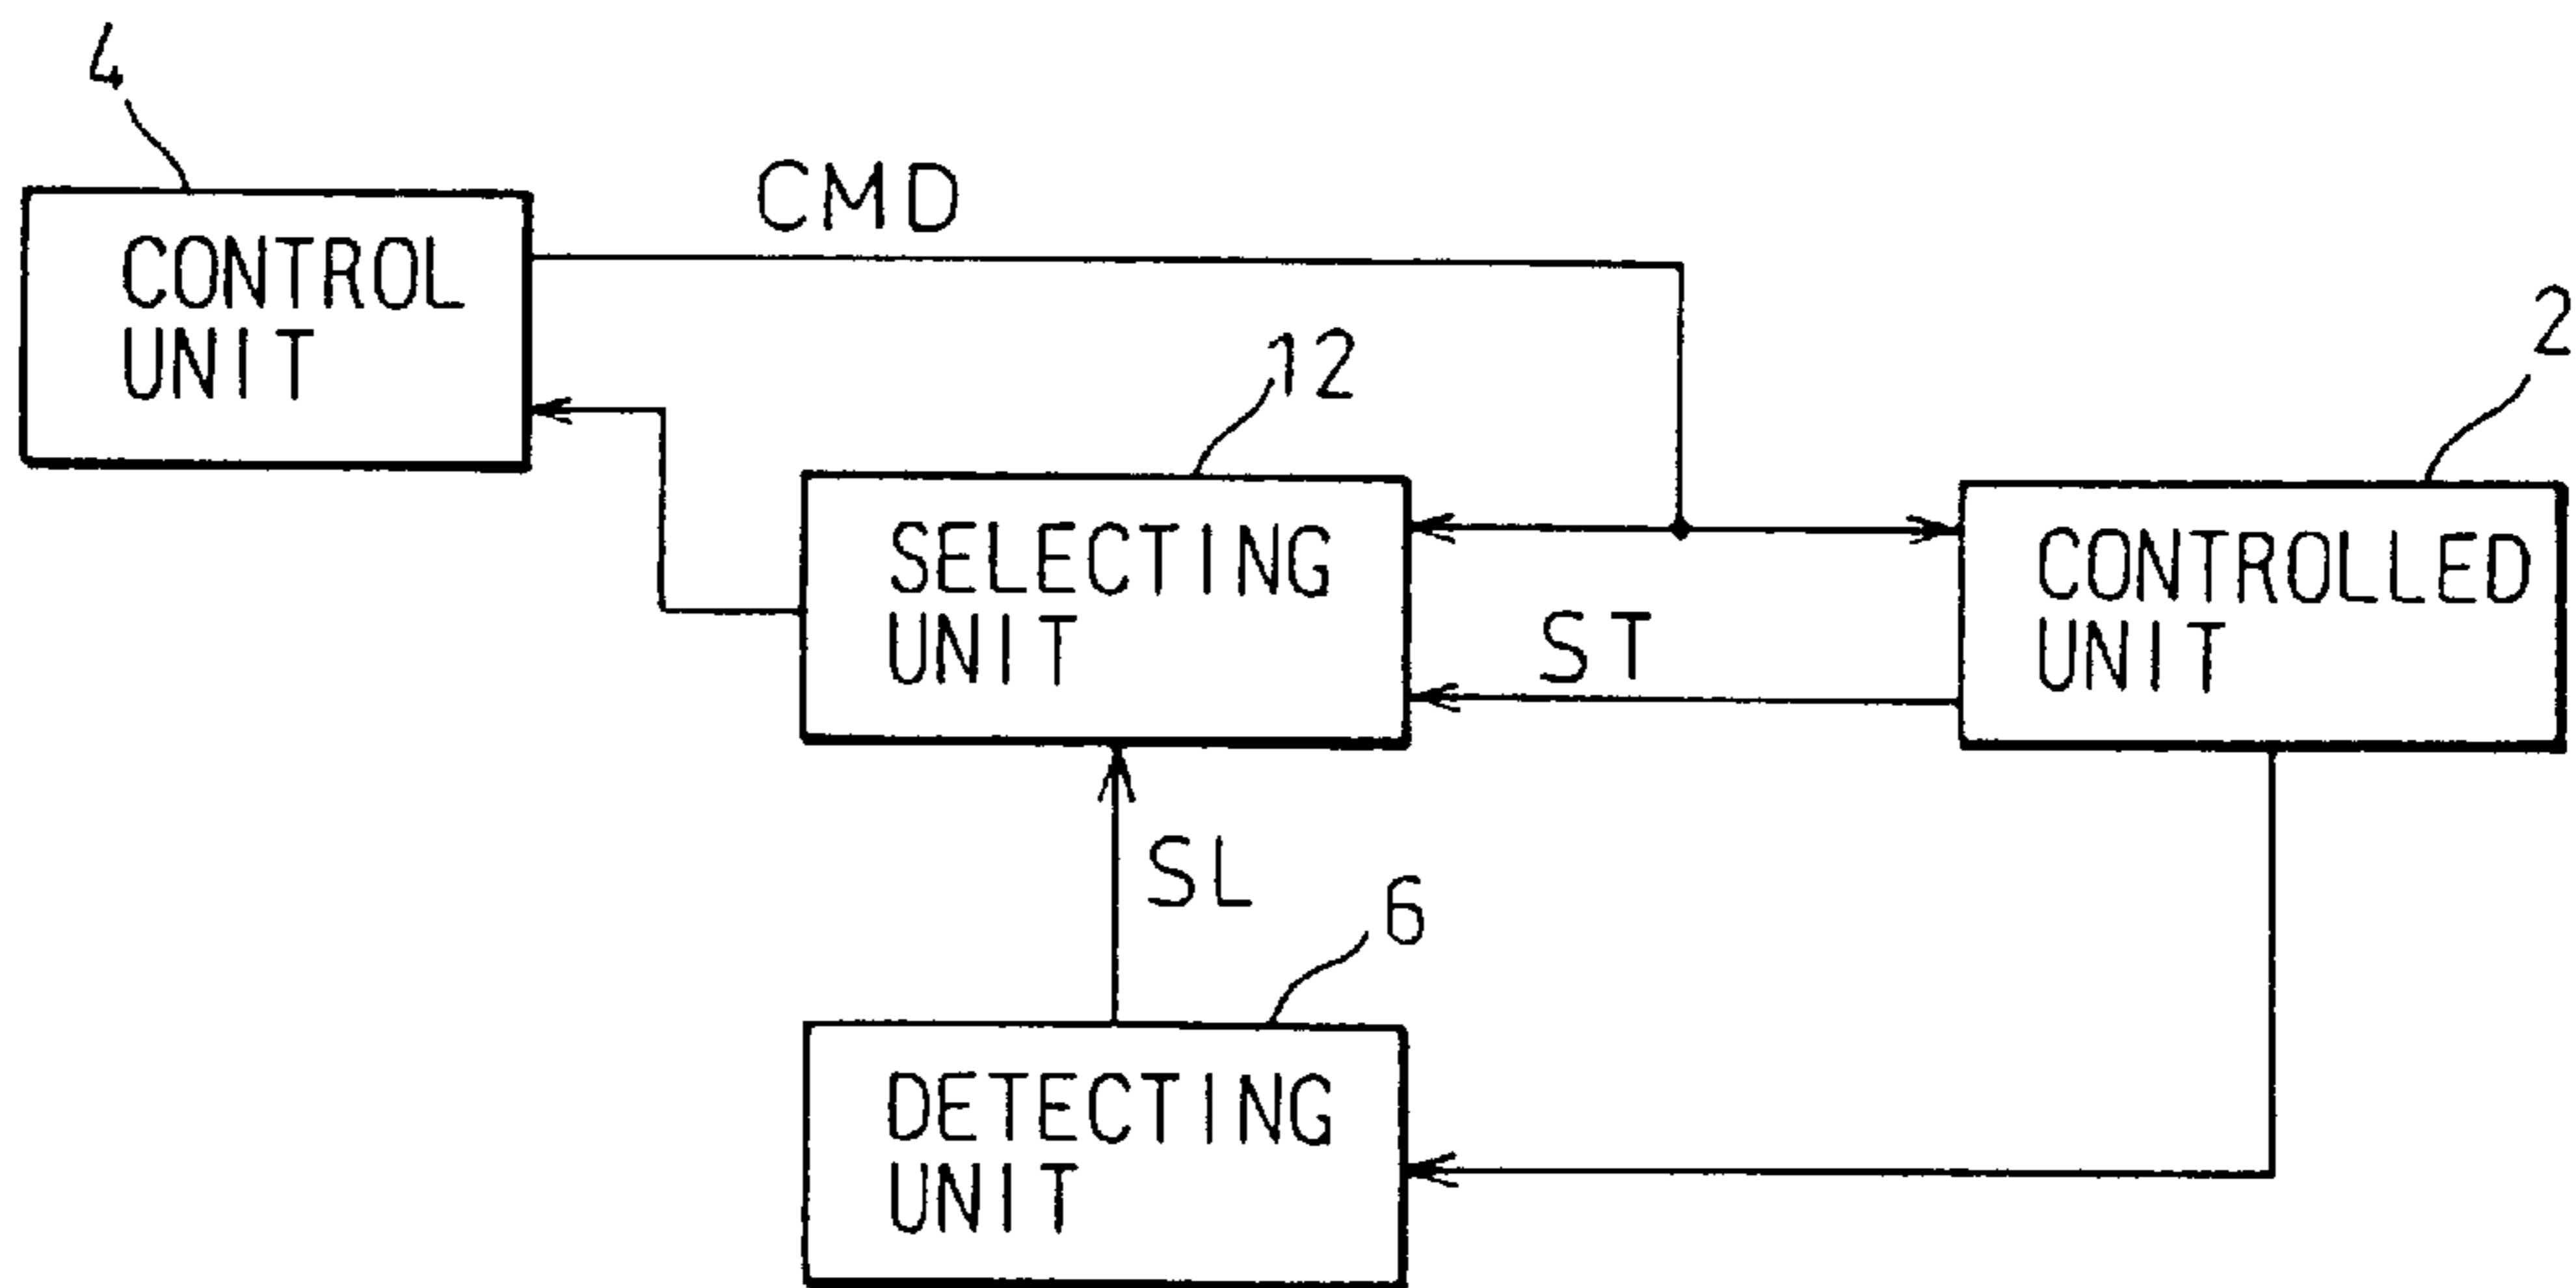 4
CMD
CONTROL
UNIT
2
12
SELECTING
UNIT
CONTROLLED
UNIT
ST
SL
6
DETECTING
UNIT